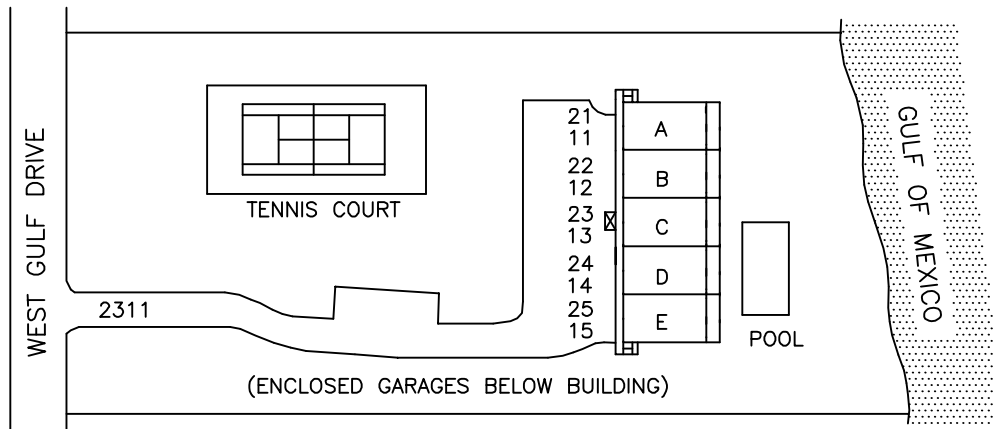 WEST GULF DRIVE
2311
TENNIS COURT
21
11
22
12
23
13
24
14
25
15
A
B
C
D
E
POOL
GULF OF MEXICO
(ENCLOSED GARAGES BELOW BUILDING)